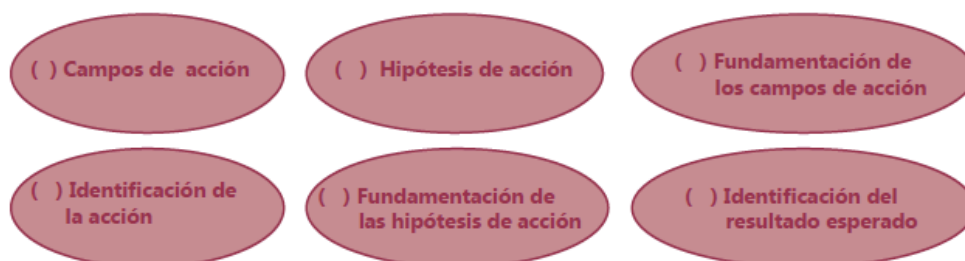 ( ) Campos de acción
( ) Hipótesis de acción
( ) Fundamentación de
los campos de acción
( ) Identificación de
la acción
( ) Fundamentación de
las hipótesis de acción
( ) Identificación del
resultado esperado